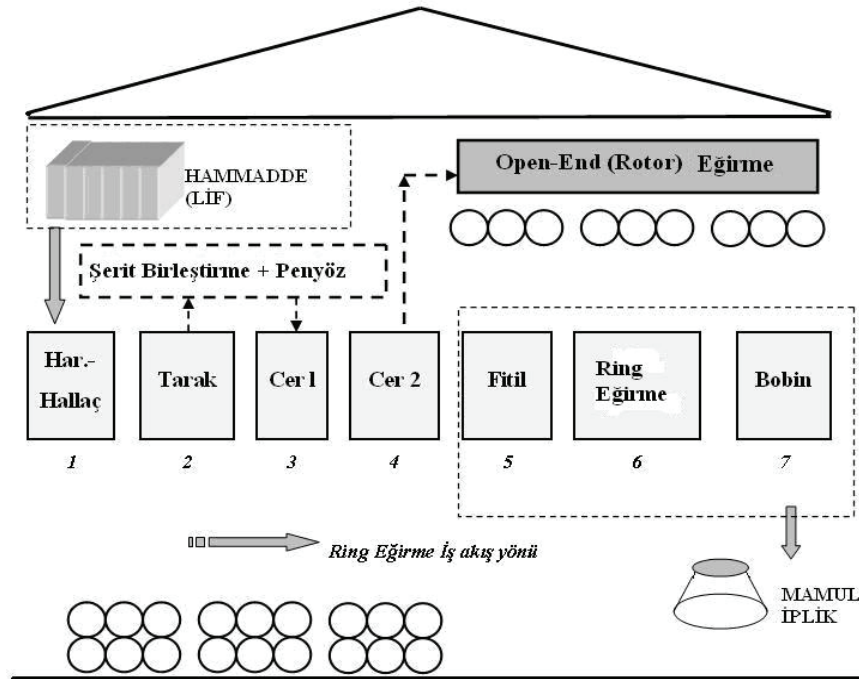 HAMMADDE
(LİF)
Open-End (Rotor) Eğirme
Şerit Birleştirme + Penyöz
Har.-
Hallaç
Tarak
Cer 1
Cer 2
Fitil
Ring
Eğirme
Bobin
1
2
3
4
5
6
7
Ring Eğirme İş akış yönü
MAMUL
İPLİK